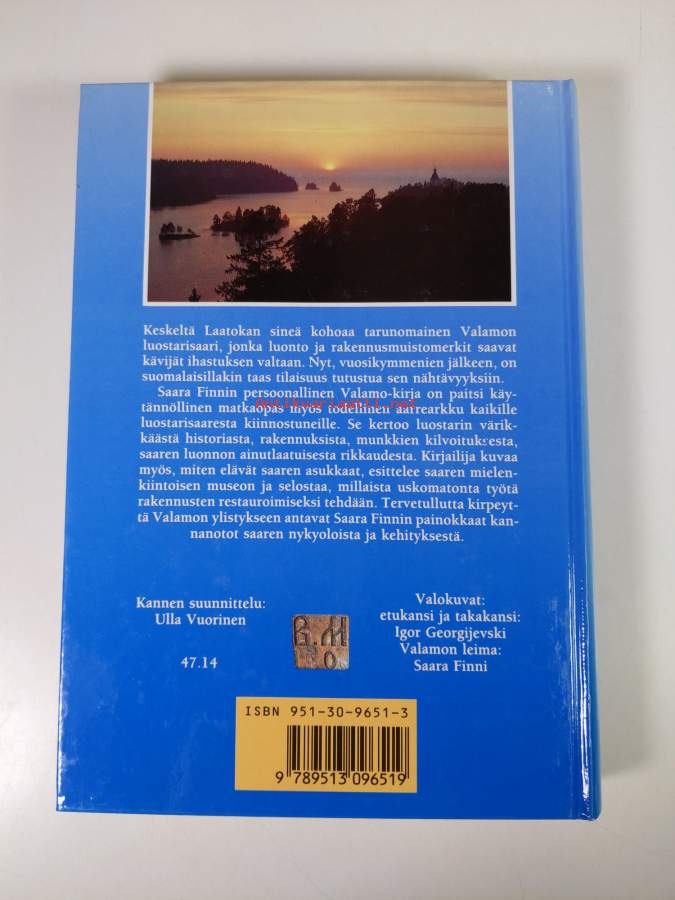 Keskeltä Laatokan sineä kohoaa tarunomainen Valamon
luostarisaari, jonka luonto ja rakennusmuistomerkit saavat
kävijät ihastuksen valtaan. Nyt, vuosikymmenien jälkeen, on
suomalaisillakin taas tilaisuus tutustua sen nähtävyyksiin.
Saara Finnin persoonallinen Valamo-kirja on paitsi käy-
tännöllinen matkaopas myös todellinen aarreaarkku kaikille
luostarisaaresta kiinnostuneille. Se kertoo luostarin värik-
käästä historiasta, rakennuksista, munkkien kilvoituksesta,
saaren luonnon ainutlaatuisesta rikkaudesta. Kirjailija kuvaa
myös, miten elävät saaren asukkaat, esittelee saaren mielen-
kiintoisen museon ja selostaa, millaista uskomatonta työtä
rakennusten restauroimiseksi tehdään. Tervetullutta kirpeyt-
tä Valamon ylistykseen antavat Saara Finnin painokkaat kan-
nanotot saaren nykyoloista ja kehityksestä.
Kannen suunnittelu:
Ulla Vuorinen
47.14
В.М
О.
Valokuvat:
etukansi ja takakansi:
Igor Georgijevski
Valamon leima:
Saara Finni
ISBN 951-30-9651-3
9 789513 096519